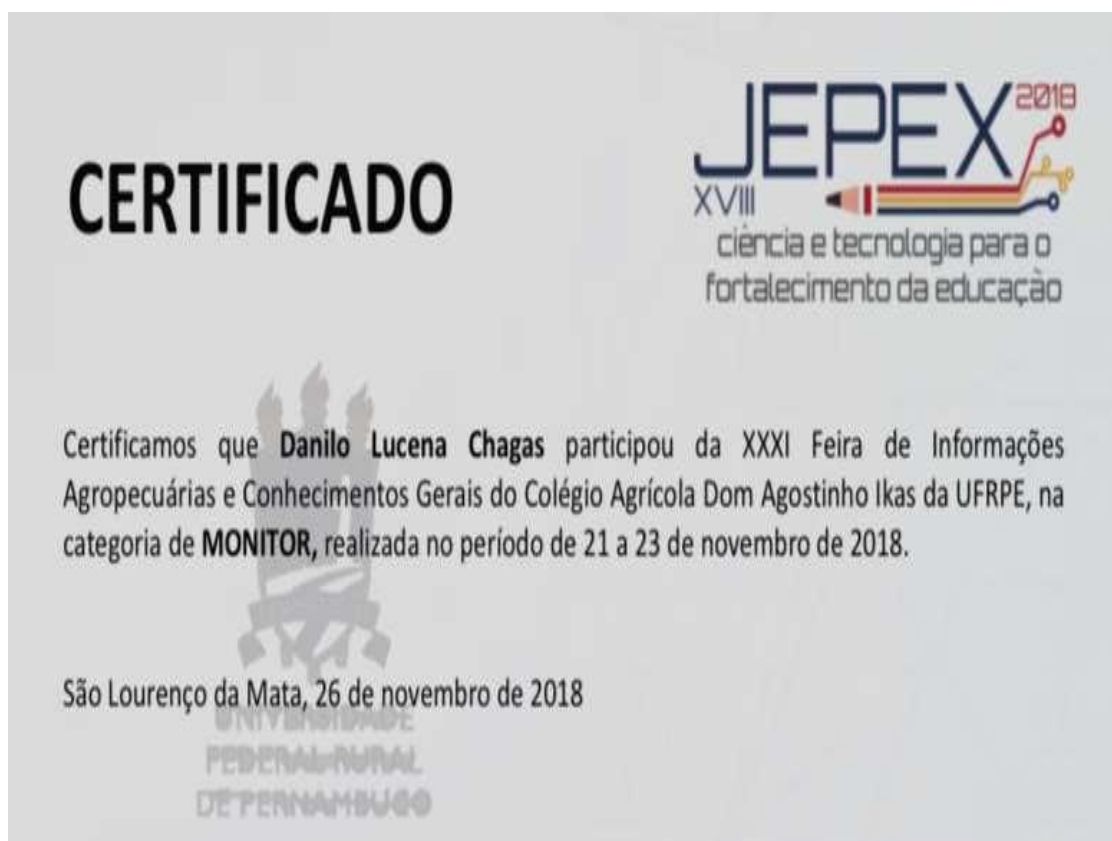 CERTIFICADO
JEPEX 2018
XVIII
ciência e tecnologia para o
fortalecimento da educação
Certificamos que Danilo Lucena Chagas participou da XXXI Feira de Informações
Agropecuárias e Conhecimentos Gerais do Colégio Agrícola Dom Agostinho Ikas da UFRPE, na
categoria de MONITOR, realizada no período de 21 a 23 de novembro de 2018.
São Lourenço da Mata, 26 de novembro de 2018
UNIVERSIDADE
FEDERAL RURAL
DE PERNAMBUCO